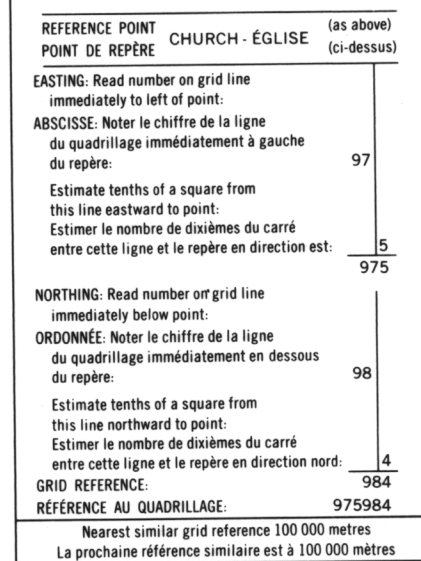 REFERENCE POINT CHURCH - ÉGLISE (as above)
POINT DE REPÈRE (ci-dessus)
EASTING: Read number on grid line
immediately to left of point:
ABSCISSE: Noter le chiffre de la ligne
du quadrillage immédiatement à gauche
du repère: 97
Estimate tenths of a square from
this line eastward to point:
Estimer le nombre de dixièmes du carré
entre cette ligne et le repère en direction est: 5
975
NORTHING: Read number on grid line
immediately below point:
ORDONNÉE: Noter le chiffre de la ligne
du quadrillage immédiatement en dessous
du repère: 98
Estimate tenths of a square from
this line northward to point:
Estimer le nombre de dixièmes du carré
entre cette ligne et le repère en direction nord: 4
GRID REFERENCE: 984
RÉFÉRENCE AU QUADRILLAGE: 975984
Nearest similar grid reference 100 000 metres
La prochaine référence similaire est à 100 000 mètres